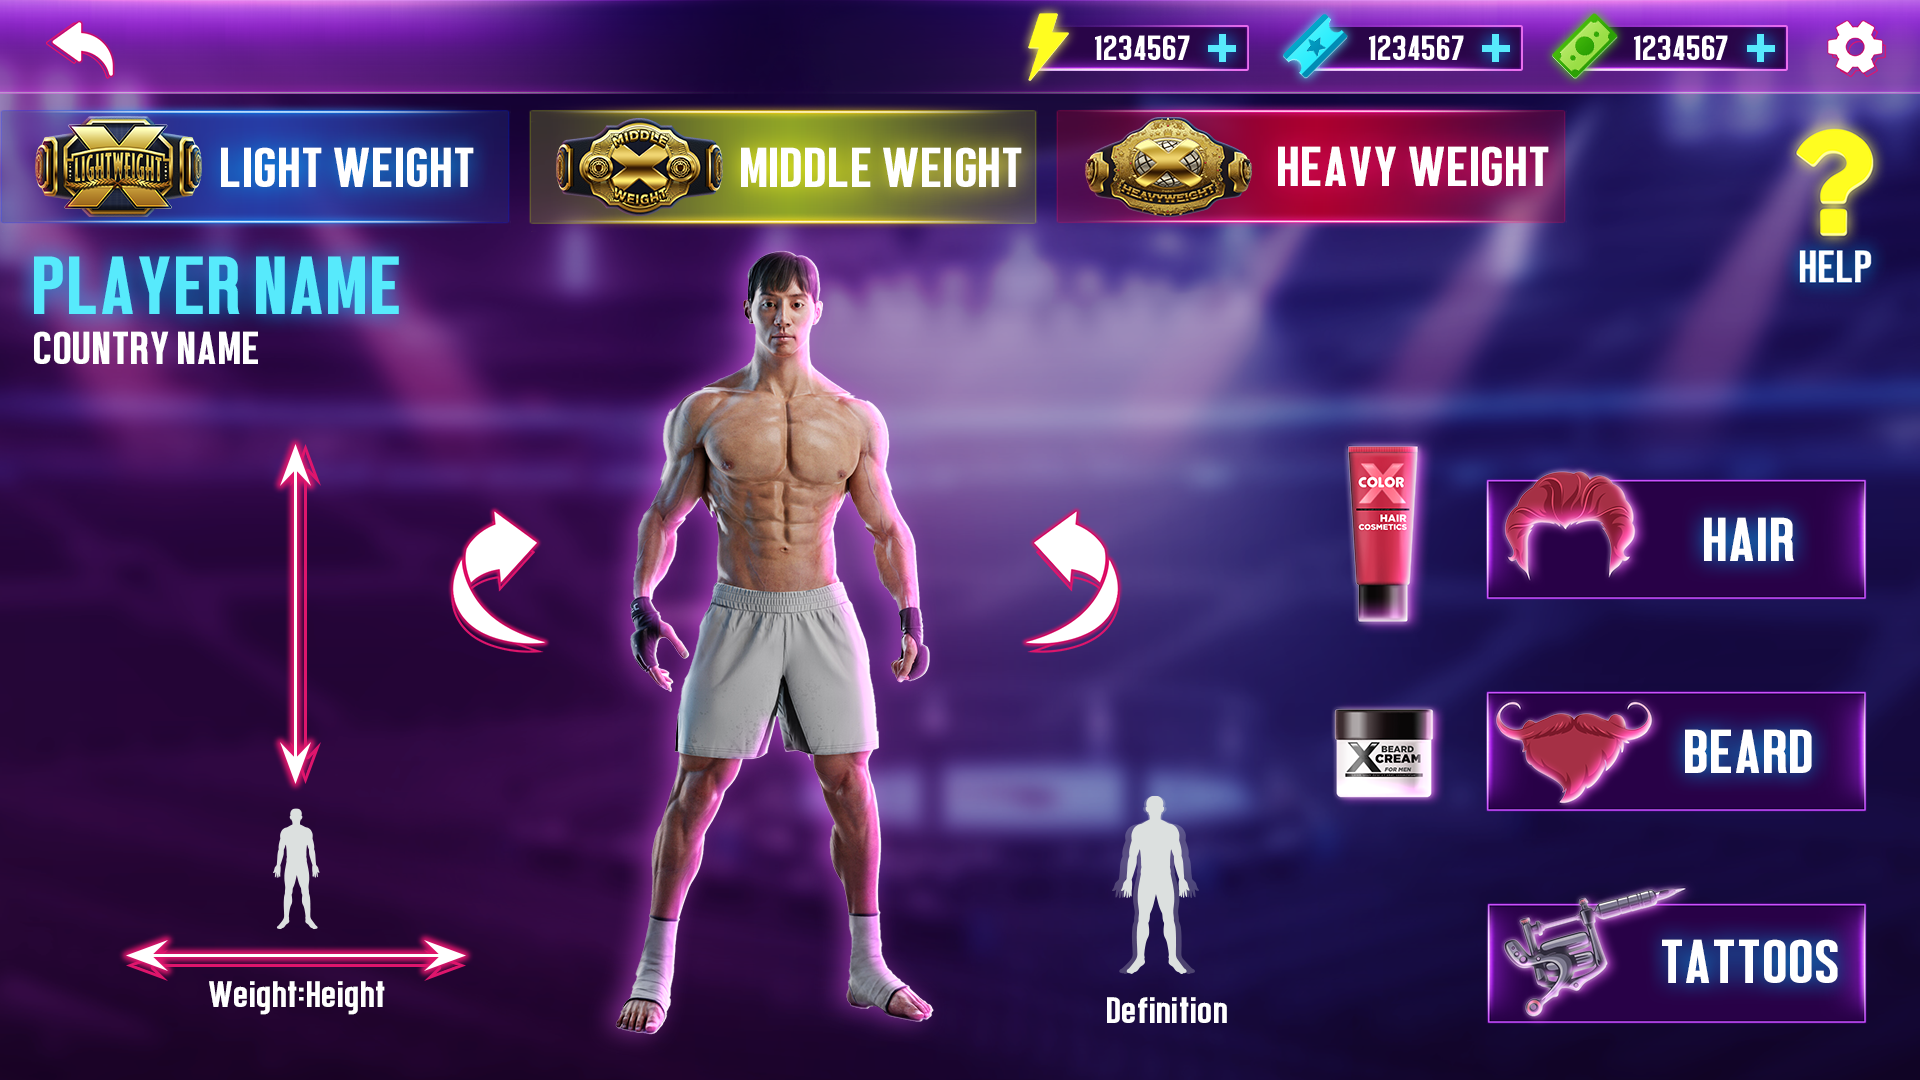 1234567
1234567
1234567
LIGHTWEIGHT
LIGHT WEIGHT
MIDDLE
WEIGHT
MIDDLE WEIGHT
HEAVYWEIGHT
HEAVY WEIGHT
HELP
PLAYER NAME
COUNTRY NAME
COLOR
X
HAIR
COSMETICS
HAIR
X BEARD
CREAM
FOR MEN
BEARD
TATTOOS
Weight:Height
Definition